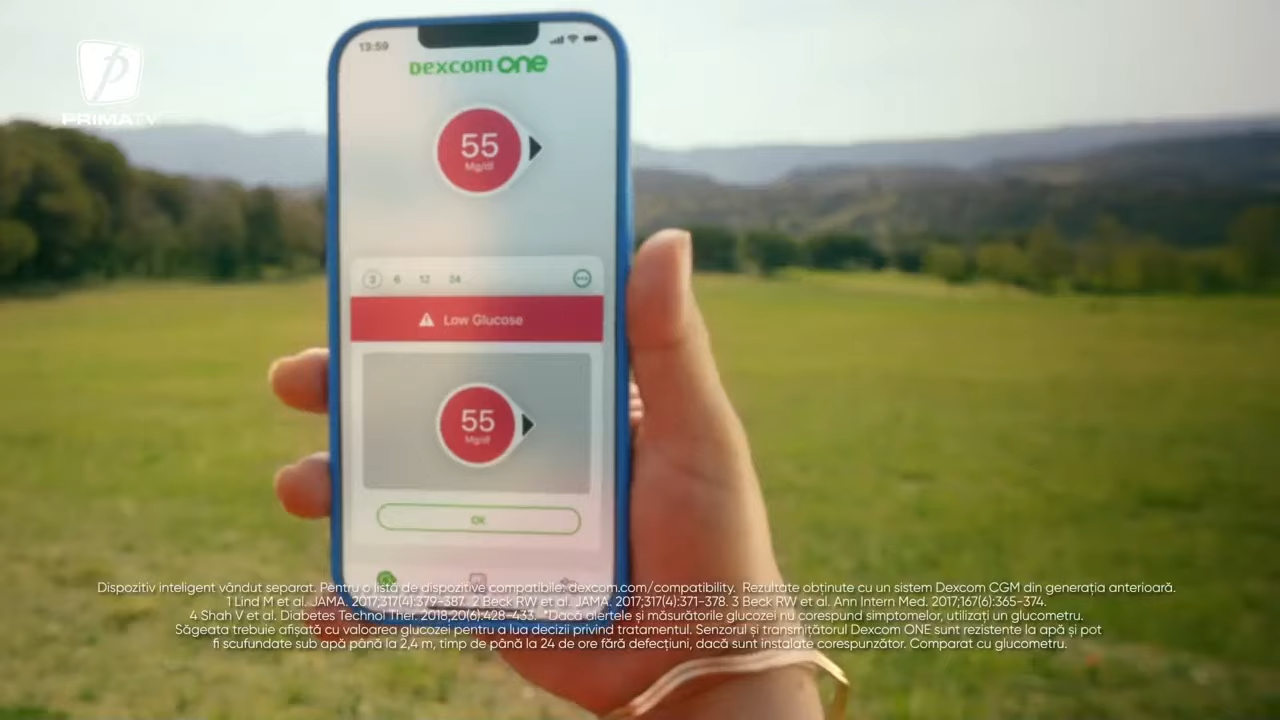 PRIMATV
13:59
Dexcom ONE
55
Mg/dl
3 6 12 24
Low Glucose
55
Mg/dl
OK
Dispozitiv inteligent vândut separat. Pentru o listă de dispozitive compatibile: dexcom.com/compatibility. Rezultate obținute cu un sistem Dexcom CGM din generația anterioară.
1 Lind M et al. JAMA. 2017;317(4):379-387. 2 Beck RW et al. JAMA. 2017;317(4):371-378. 3 Beck RW et al. Ann Intern Med. 2017;167(6):365-374.
4 Shah V et al. Diabetes Technol Ther. 2018;20(6):428-433. *Dacă alertele și măsurătorile glucozei nu corespund simptomelor, utilizați un glucometru.
Săgeata trebuie afișată cu valoarea glucozei pentru a lua decizii privind tratamentul. Senzorul și transmițătorul Dexcom ONE sunt rezistente la apă și pot
fi scufundate sub apă până la 2,4 m, timp de până la 24 de ore fără defecțiuni, dacă sunt instalate corespunzător. Comparat cu glucometru.